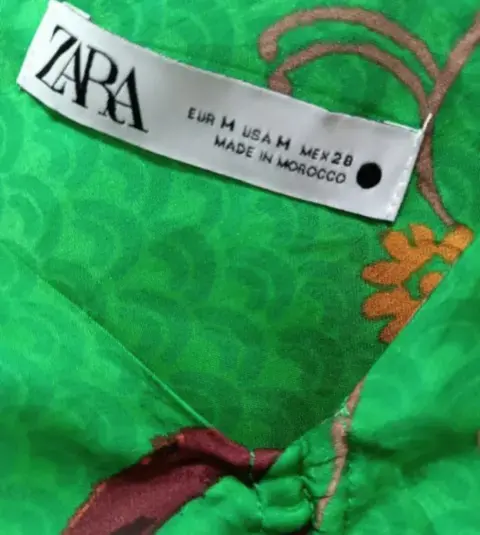 ZARA
EUR M USA M MEX 28
MADE IN MOROCCO